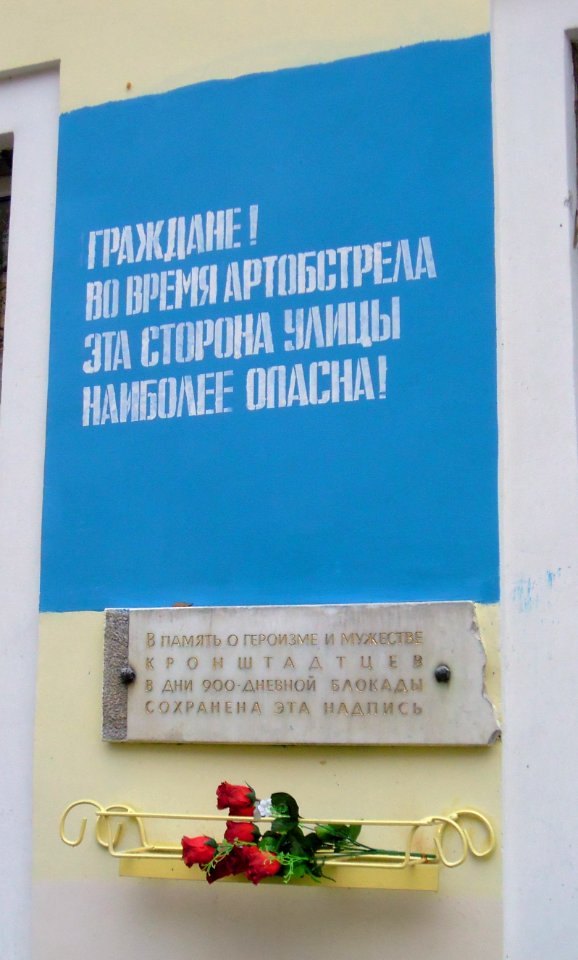 ГРАЖДАНЕ!
ВО ВРЕМЯ АРТОБСТРЕЛА
ЭТА СТОРОНА УЛИЦЫ
НАИБОЛЕЕ ОПАСНА!
В ПАМЯТЬ О ГЕРОИЗМЕ И МУЖЕСТВЕ
КРОНШТАДТЦЕВ
В ДНИ 900-ДНЕВНОЙ БЛОКАДЫ
СОХРАНЕНА ЭТА НАДПИСЬ